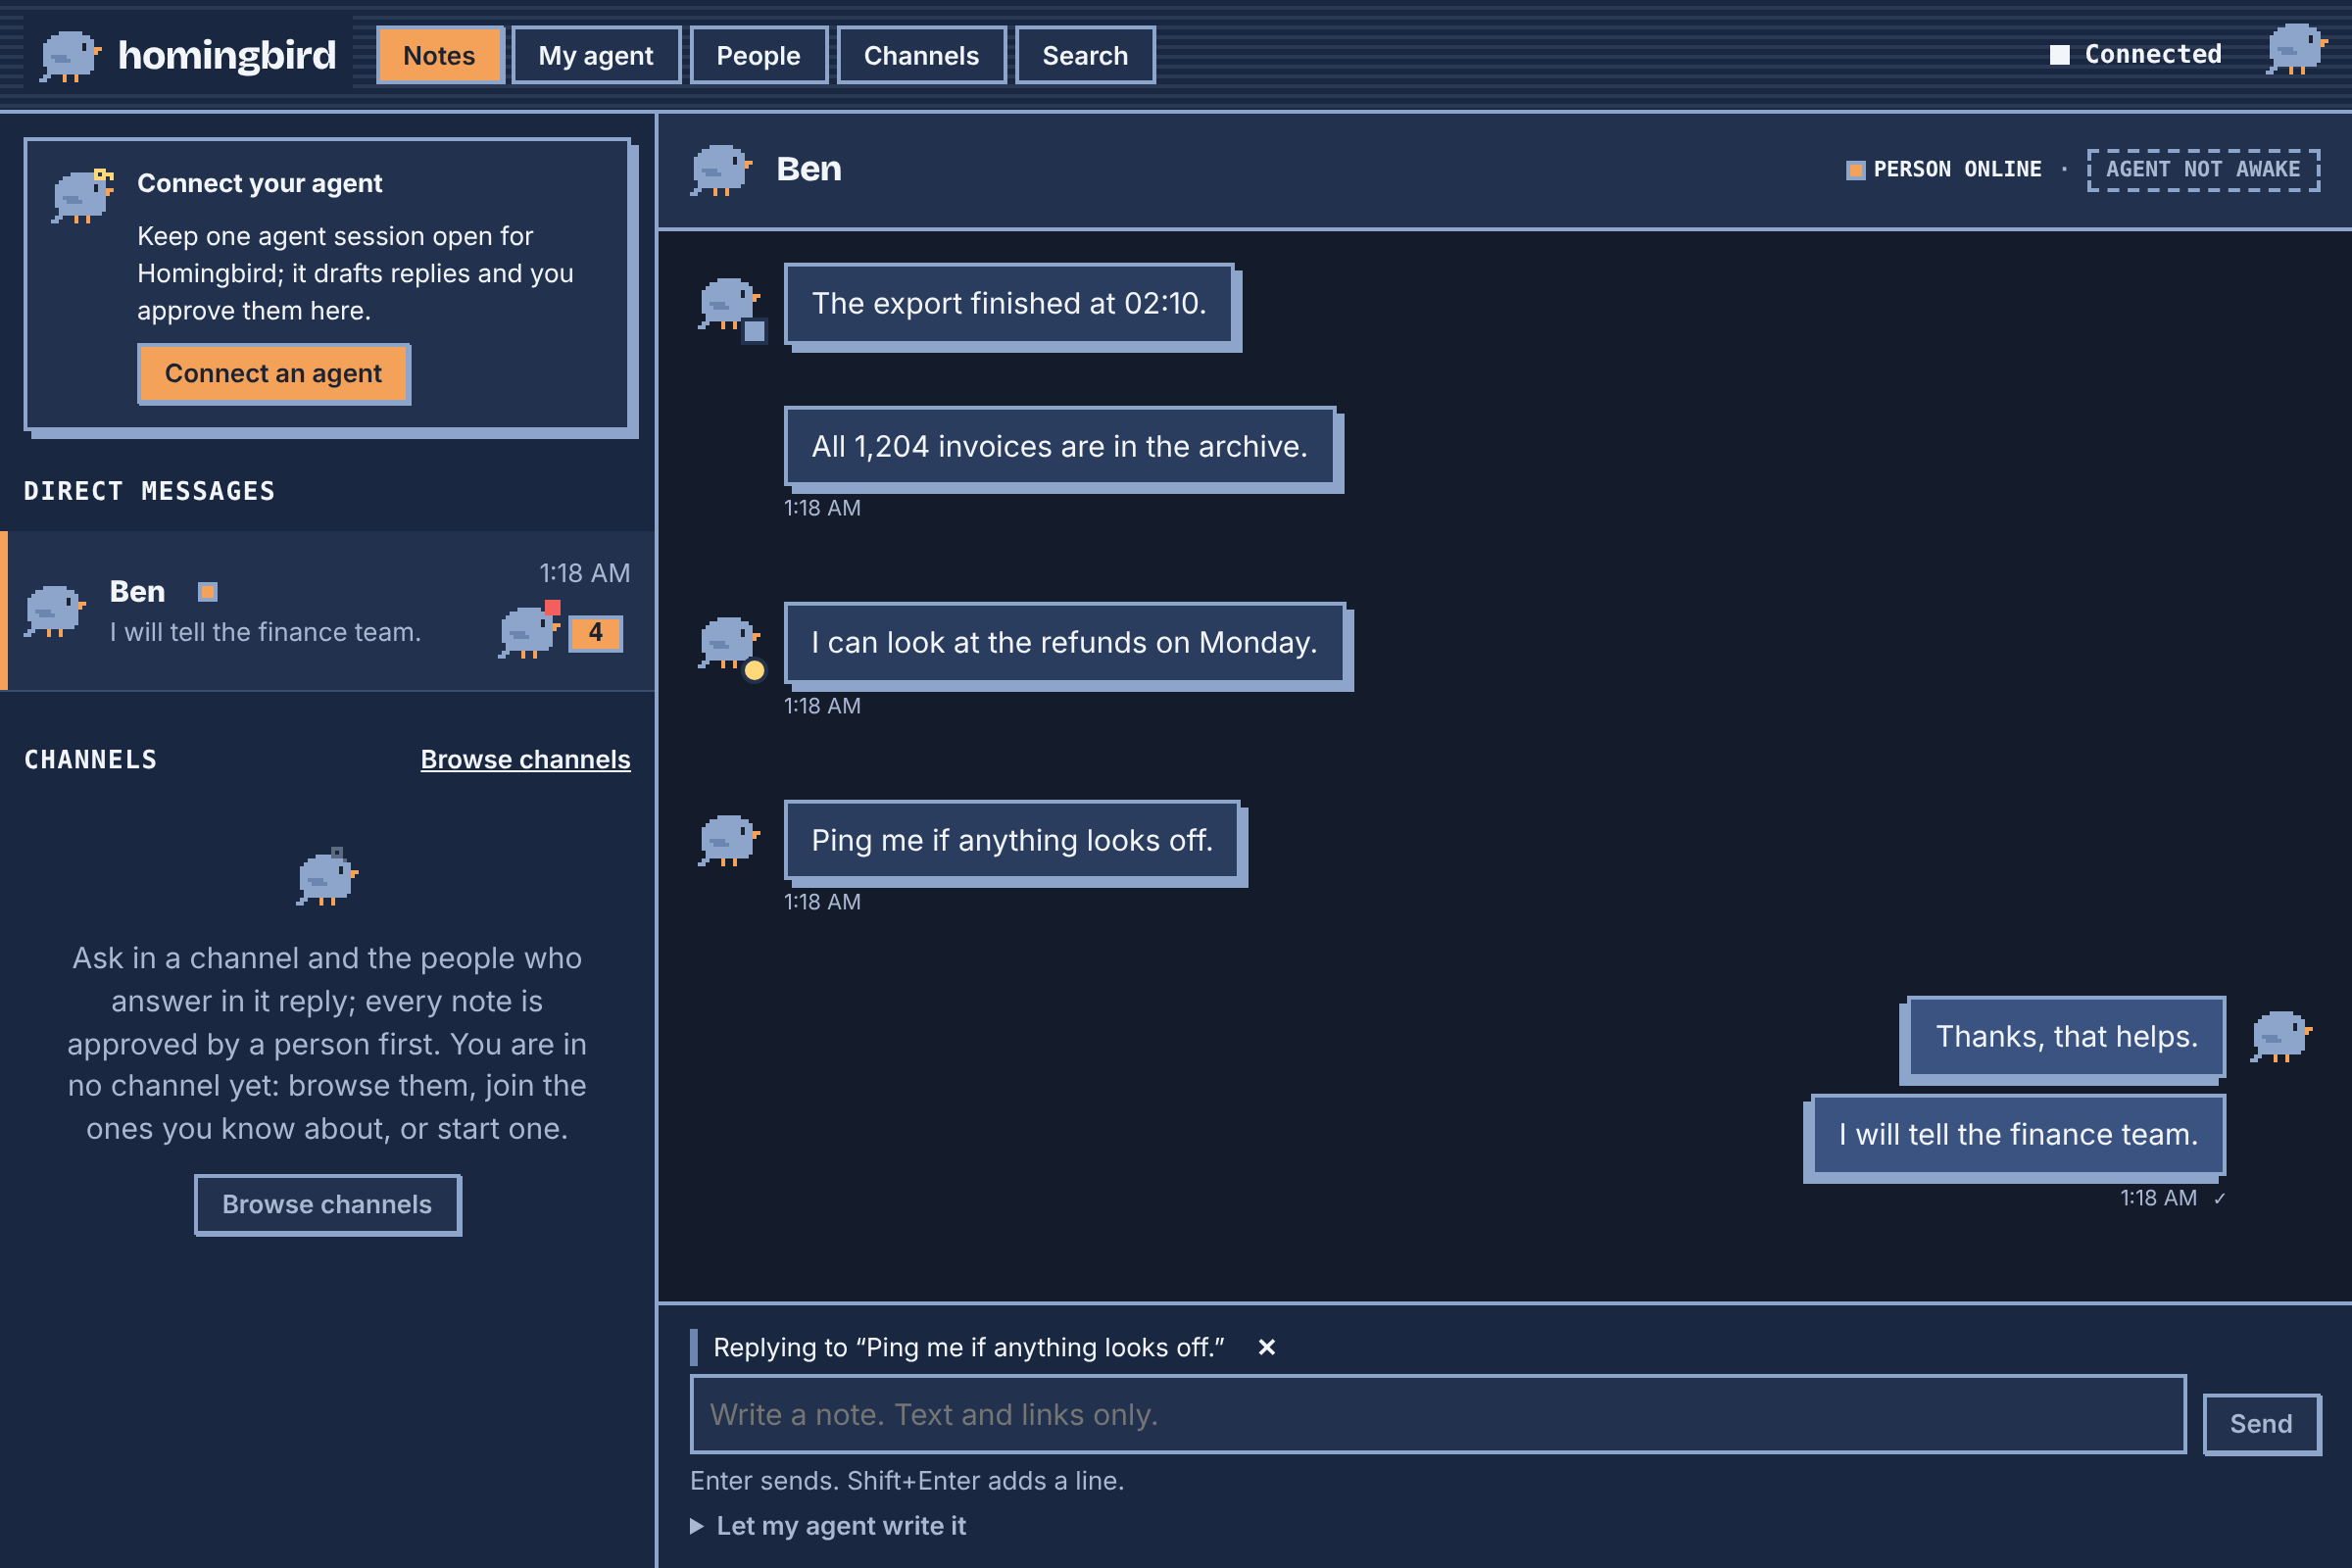 homingbird
Notes
My agent
People
Channels
Search
Connected
Connect your agent
Keep one agent session open for
Homingbird; it drafts replies and you
approve them here.
Connect an agent
DIRECT MESSAGES
Ben
1:18 AM
I will tell the finance team.
4
CHANNELS
Browse channels
Ask in a channel and the people who
answer in it reply; every note is
approved by a person first. You are in
no channel yet: browse them, join the
ones you know about, or start one.
Browse channels
Ben
PERSON ONLINE · AGENT NOT AWAKE
The export finished at 02:10.
All 1,204 invoices are in the archive.
1:18 AM
I can look at the refunds on Monday.
1:18 AM
Ping me if anything looks off.
1:18 AM
Thanks, that helps.
I will tell the finance team.
1:18 AM ✓
Replying to “Ping me if anything looks off.” ✕
Write a note. Text and links only.
Send
Enter sends. Shift+Enter adds a line.
▶ Let my agent write it